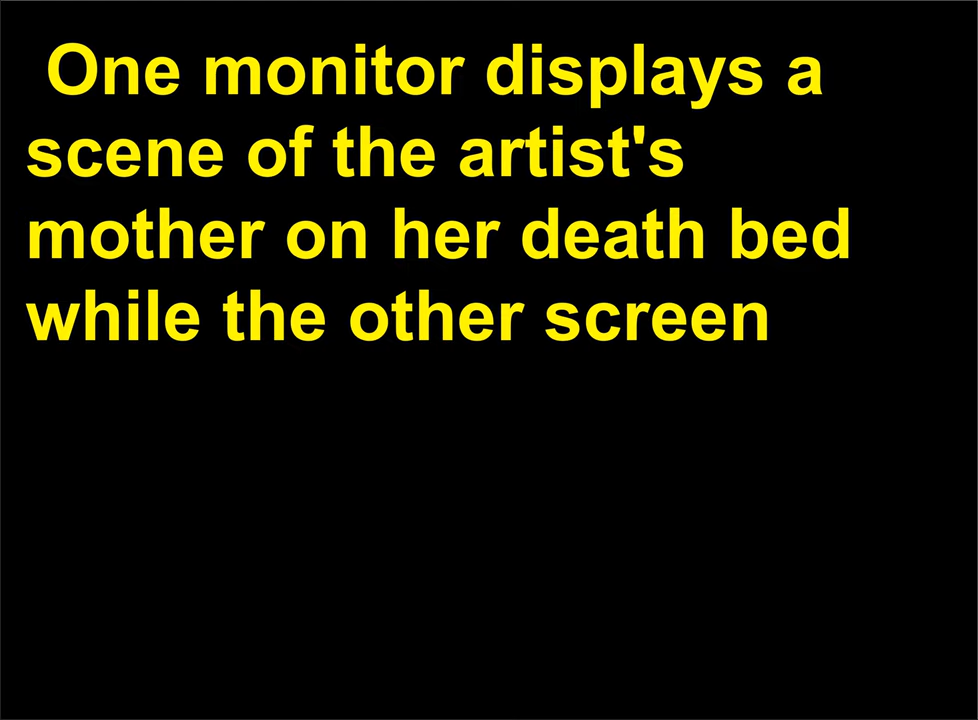 One monitor displays a
scene of the artist's
mother on her death bed
while the other screen